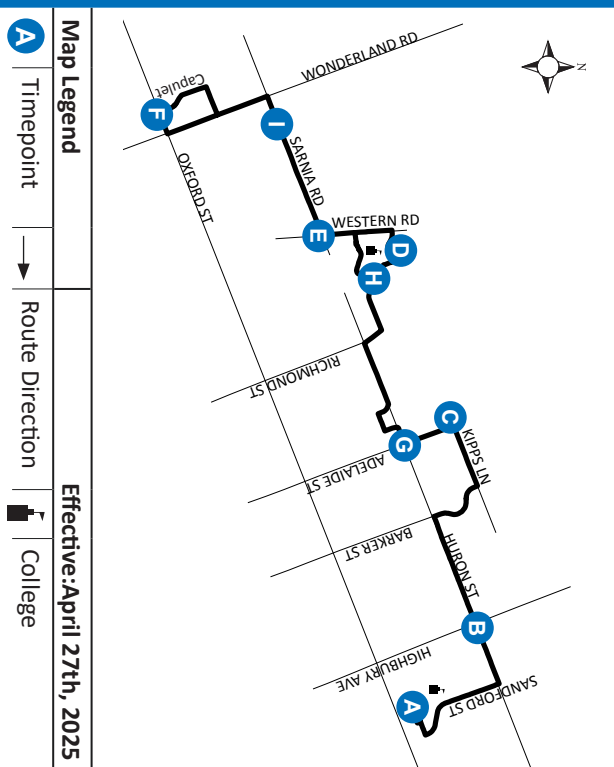 N
WONDERLAND RD
Capulet
F
I
SARNIA RD
OXFORD ST
WESTERN RD
E
D
H
RICHMOND ST
C
KIPPS LN
G
ADELAIDE ST
BARKER ST
HURON ST
B
HIGHBURY AVE
SANDFORD ST
A
Map Legend
Effective:April 27th, 2025
A Timepoint
Route Direction
College